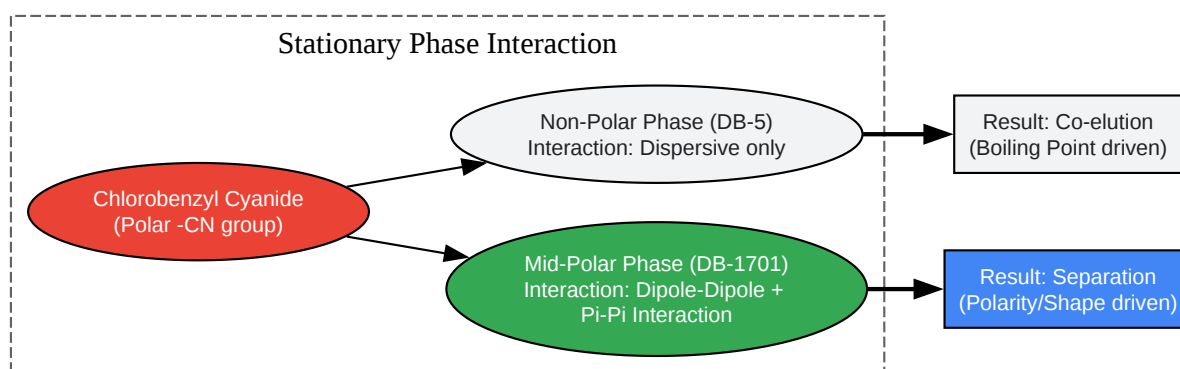 Stationary Phase Interaction
Chlorobenzyl Cyanide
(Polar -CN group)
Non-Polar Phase (DB-5)
Interaction: Dispersive only
Result: Co-elution
(Boiling Point driven)
Mid-Polar Phase (DB-1701)
Interaction: Dipole-Dipole +
Pi-Pi Interaction
Result: Separation
(Polarity/Shape driven)